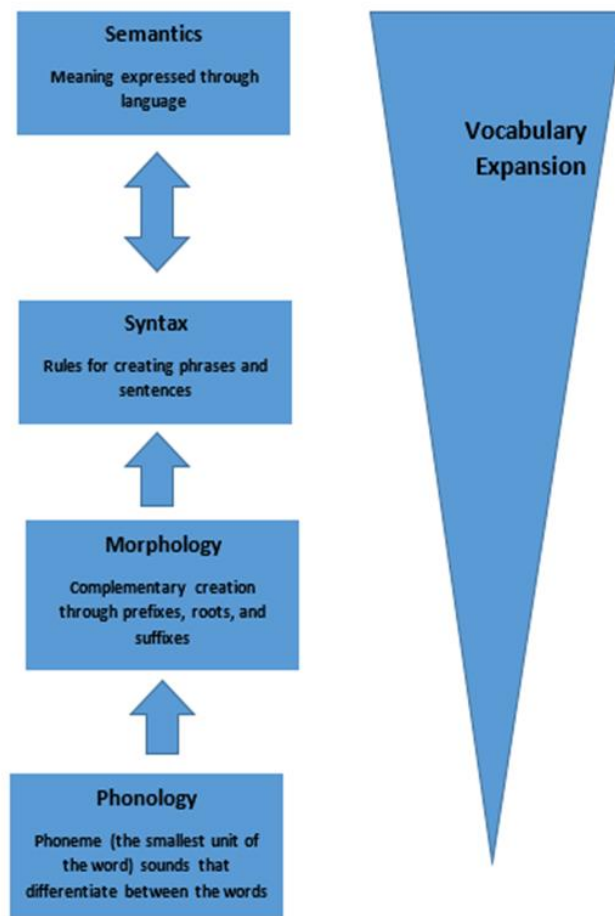 Semantics
Meaning expressed through
language
Vocabulary
Expansion
Syntax
Rules for creating phrases and
sentences
Morphology
Complementary creation
through prefixes, roots, and
suffixes
Phonology
Phoneme (the smallest unit of
the word) sounds that
differentiate between the words